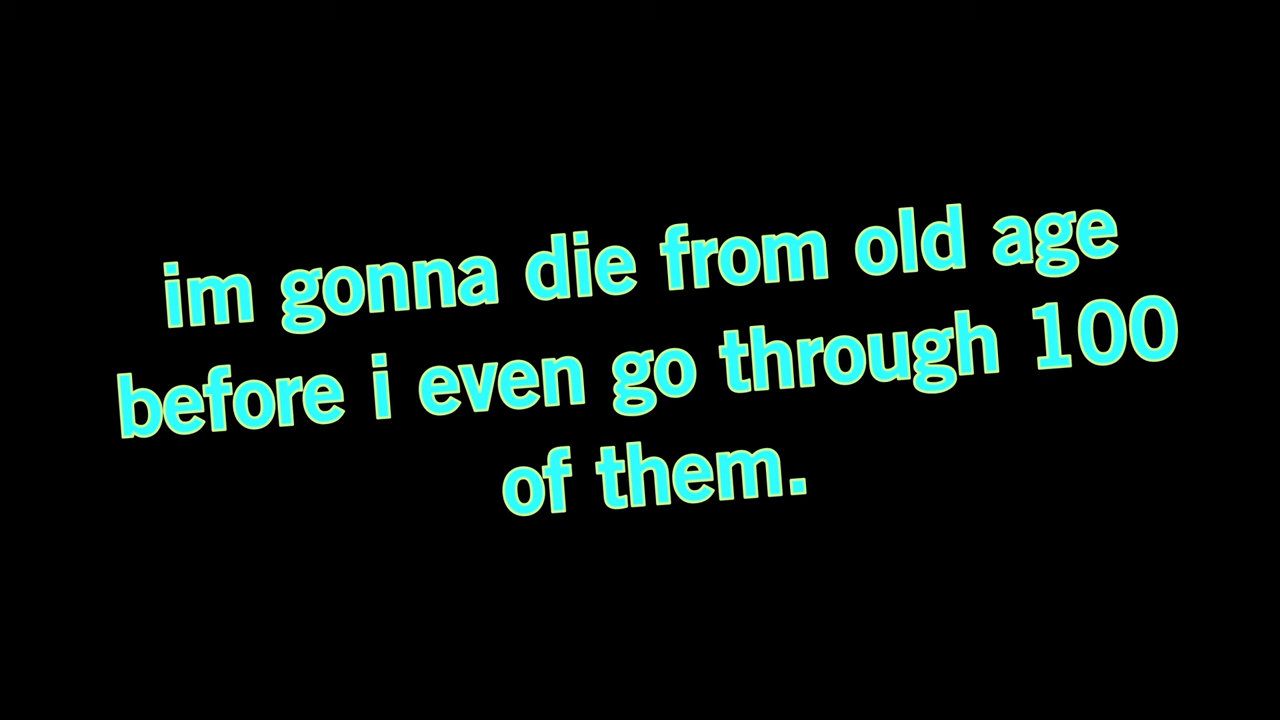 im gonna die from old age
before i even go through 100
of them.